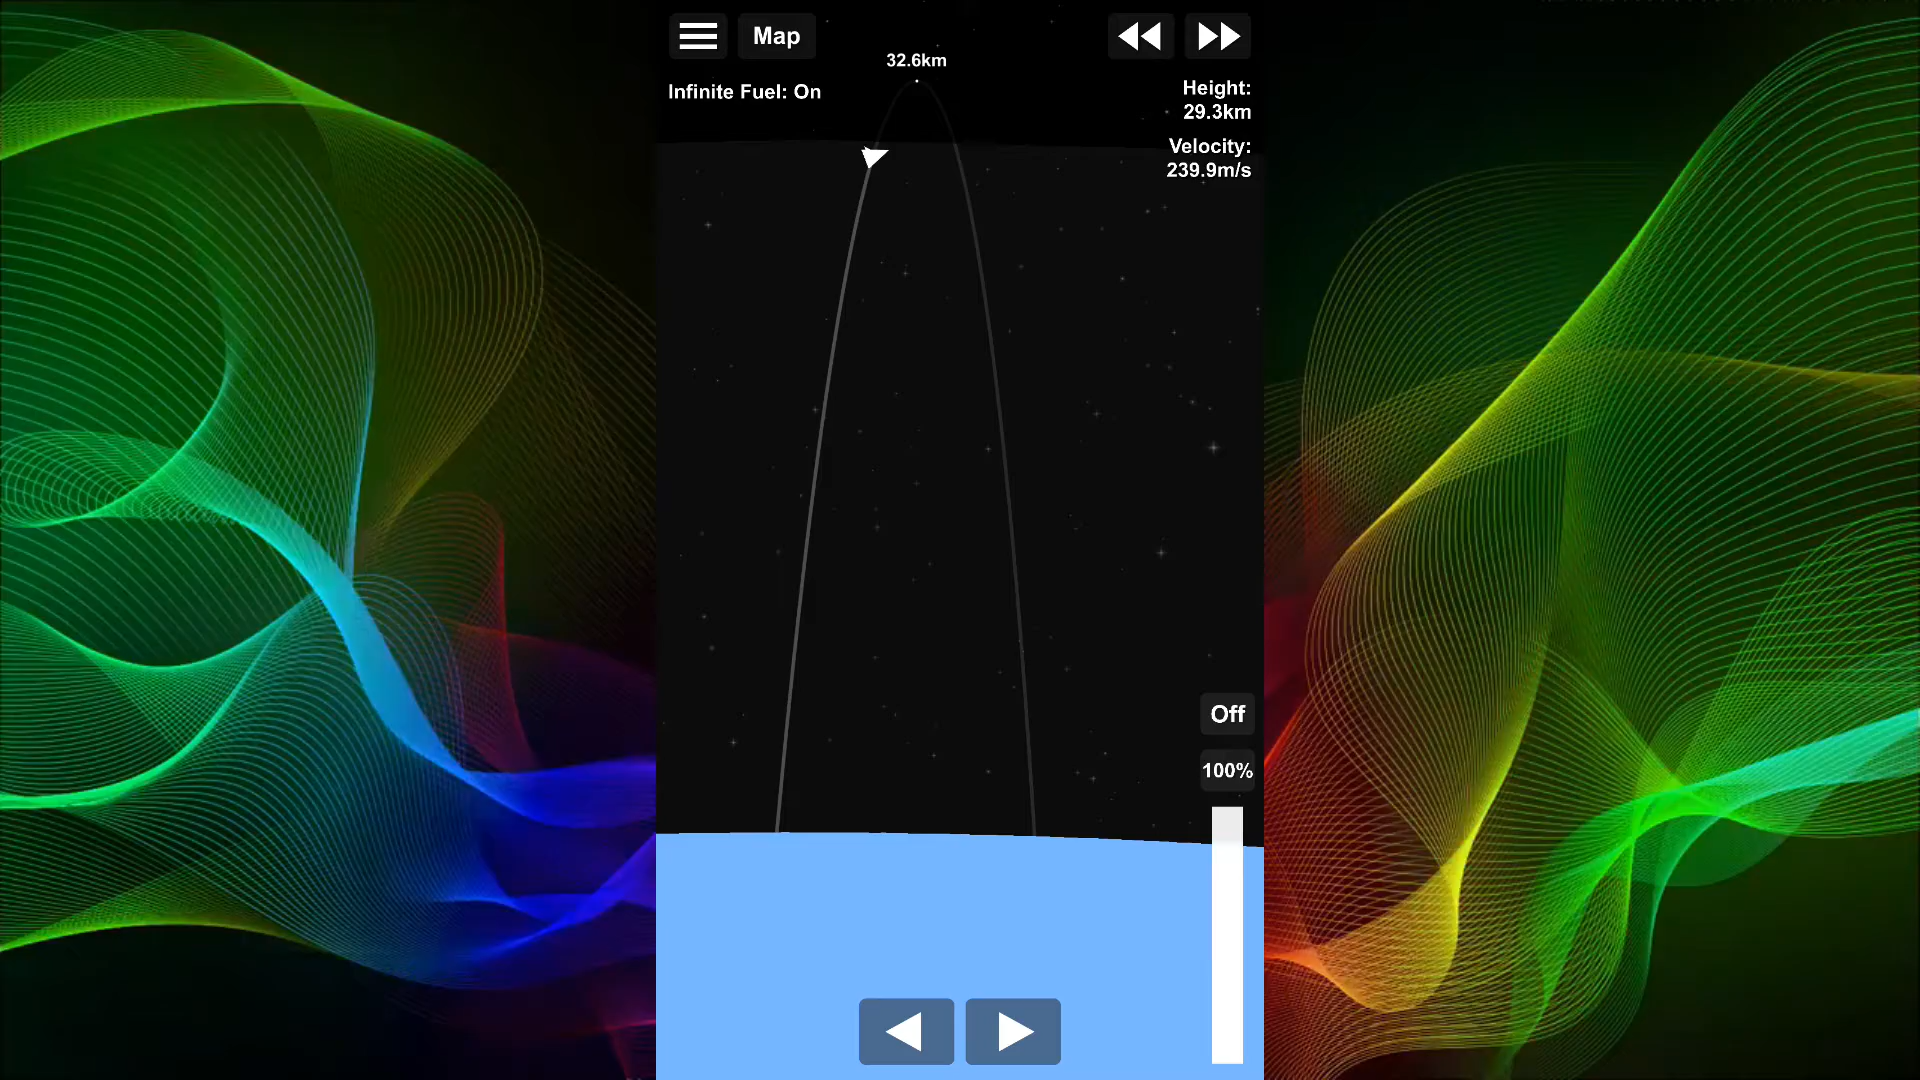 Map
32.6km
Infinite Fuel: On
Height:
29.3km
Velocity:
239.9m/s
Off
100%